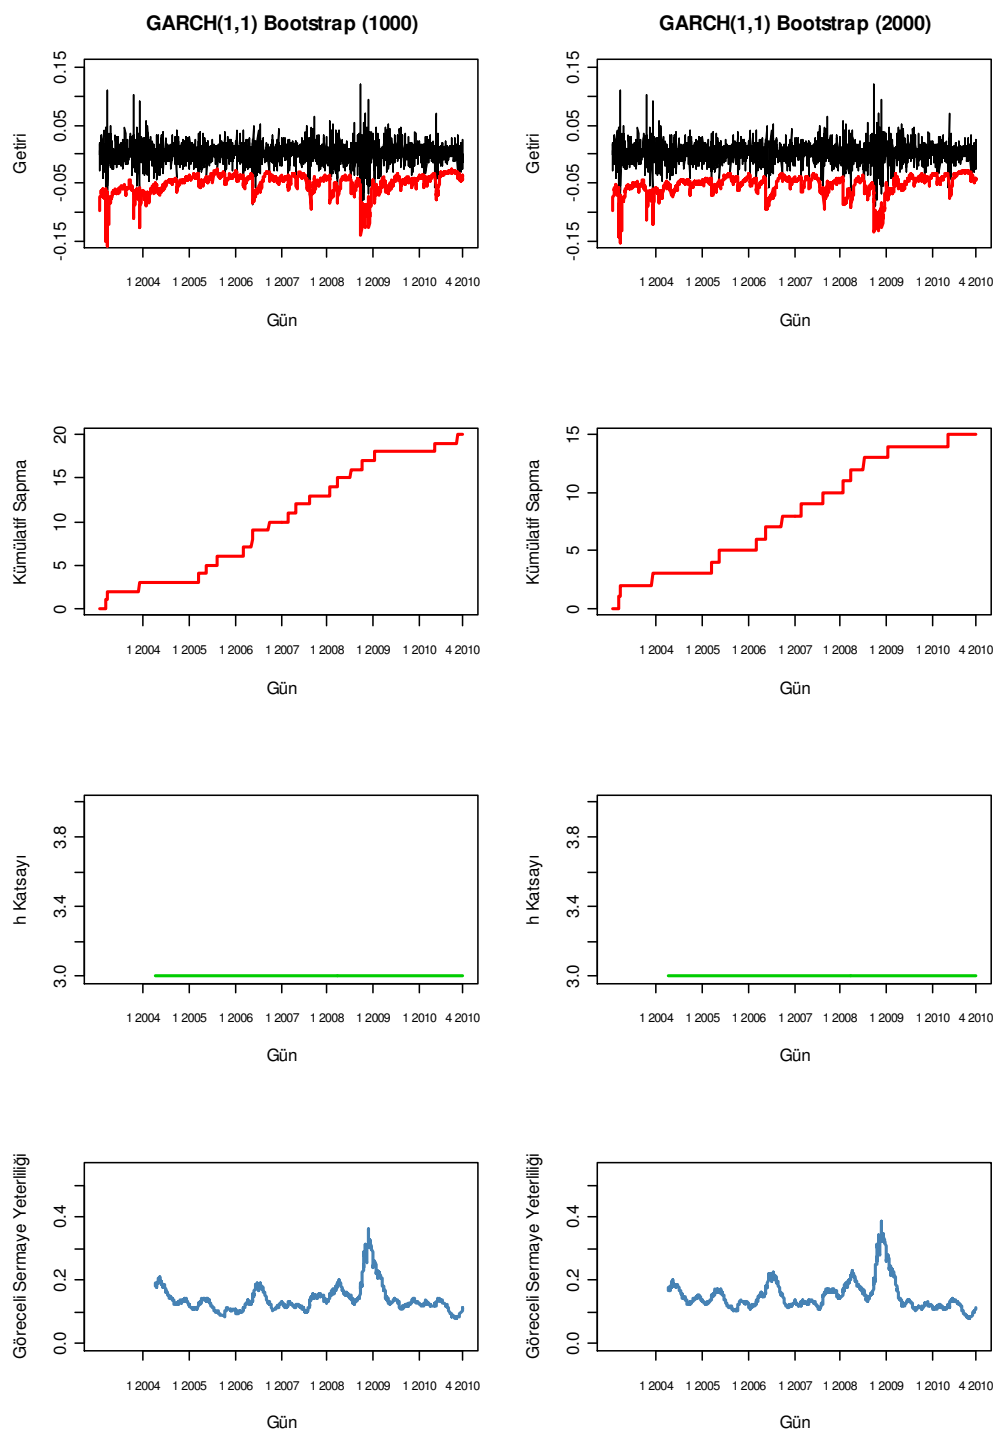 GARCH(1,1) Bootstrap (1000)
GARCH(1,1) Bootstrap (2000)
Getiri
0.15
0.05
-0.05
-0.15
1 2004 1 2005 1 2006 1 2007 1 2008 1 2009 1 2010 4 2010
Gün
Getiri
0.15
0.05
-0.05
-0.15
1 2004 1 2005 1 2006 1 2007 1 2008 1 2009 1 2010 4 2010
Gün
Kümülatif Sapma
20
15
10
5
0
1 2004 1 2005 1 2006 1 2007 1 2008 1 2009 1 2010 4 2010
Gün
Kümülatif Sapma
15
10
5
0
1 2004 1 2005 1 2006 1 2007 1 2008 1 2009 1 2010 4 2010
Gün
h Katsayı
3.8
3.4
3.0
1 2004 1 2005 1 2006 1 2007 1 2008 1 2009 1 2010 4 2010
Gün
h Katsayı
3.8
3.4
3.0
1 2004 1 2005 1 2006 1 2007 1 2008 1 2009 1 2010 4 2010
Gün
Göreceli Sermaye Yeterliliği
0.4
0.2
0.0
1 2004 1 2005 1 2006 1 2007 1 2008 1 2009 1 2010 4 2010
Gün
Göreceli Sermaye Yeterliliği
0.4
0.2
0.0
1 2004 1 2005 1 2006 1 2007 1 2008 1 2009 1 2010 4 2010
Gün